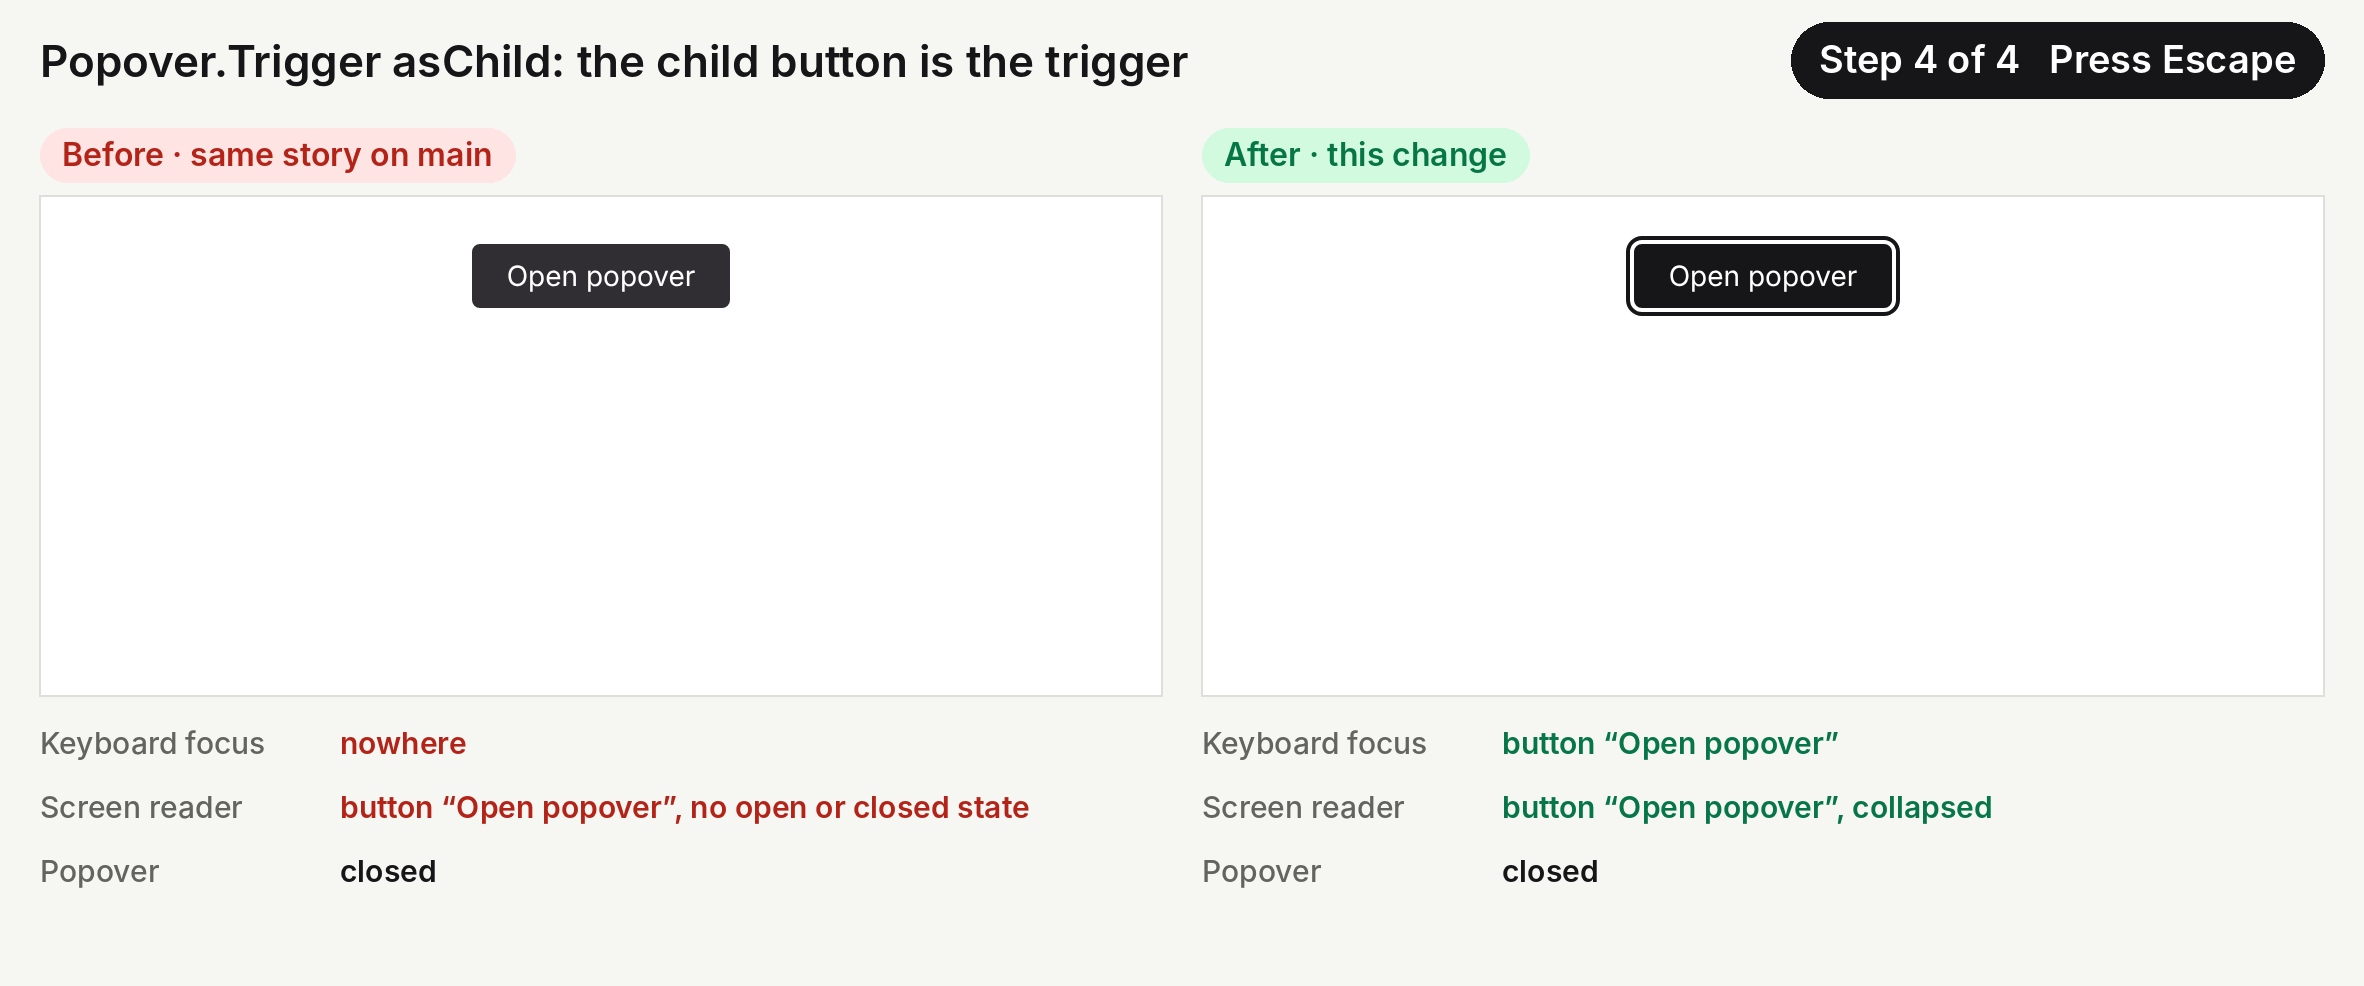 Popover.Trigger asChild: the child button is the trigger
Step 4 of 4 Press Escape
Before · same story on main
Open popover
Keyboard focus nowhere
Screen reader button “Open popover”, no open or closed state
Popover closed
After · this change
Open popover
Keyboard focus button “Open popover”
Screen reader button “Open popover”, collapsed
Popover closed